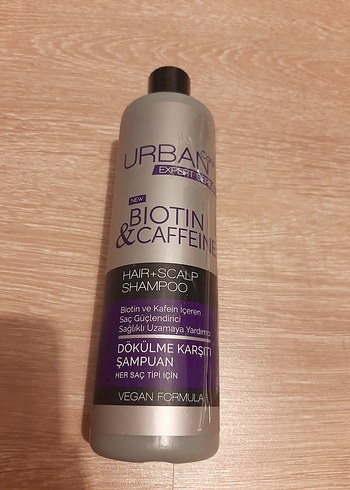 URBAN
EXPERT
NEW
BIOTIN
& CAFFEINE
HAIR+SCALP
SHAMPOO
Biotin ve Kafein İçeren
Saç Güçlendirici
Sağlıklı Uzamaya Yardımcı
DÖKÜLME KARŞITI
ŞAMPUAN
HER SAÇ TİPİ İÇİN
VEGAN FORMULA